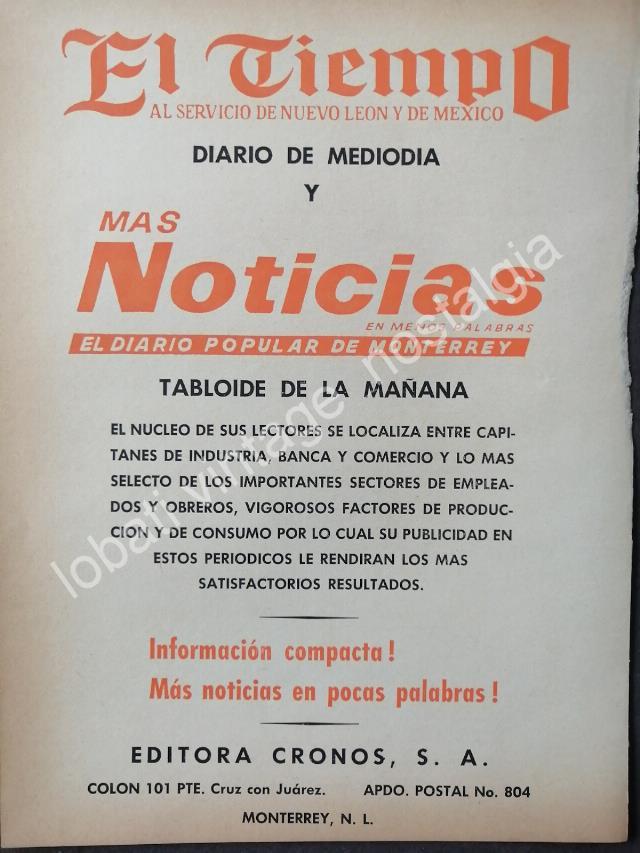 El Tiempo
AL SERVICIO DE NUEVO LEON Y DE MEXICO
DIARIO DE MEDIODIA
Y
MAS
Noticias
EN MENOS PALABRAS
EL DIARIO POPULAR DE MONTERREY
TABLOIDE DE LA MAÑANA
EL NUCLEO DE SUS LECTORES SE LOCALIZA ENTRE CAPI-
TANES DE INDUSTRIA, BANCA Y COMERCIO Y LO MAS
SELECTO DE LOS IMPORTANTES SECTORES DE EMPLEA-
DOS Y OBREROS, VIGOROSOS FACTORES DE PRODUC-
CION Y DE CONSUMO POR LO CUAL SU PUBLICIDAD EN
ESTOS PERIODICOS LE RENDIRAN LOS MAS
SATISFACTORIOS RESULTADOS.
Información compacta !
Más noticias en pocas palabras !
EDITORA CRONOS, S. A.
COLON 101 PTE. Cruz con Juárez. APDO. POSTAL No. 804
MONTERREY, N. L.
lobati vintage nostalgia